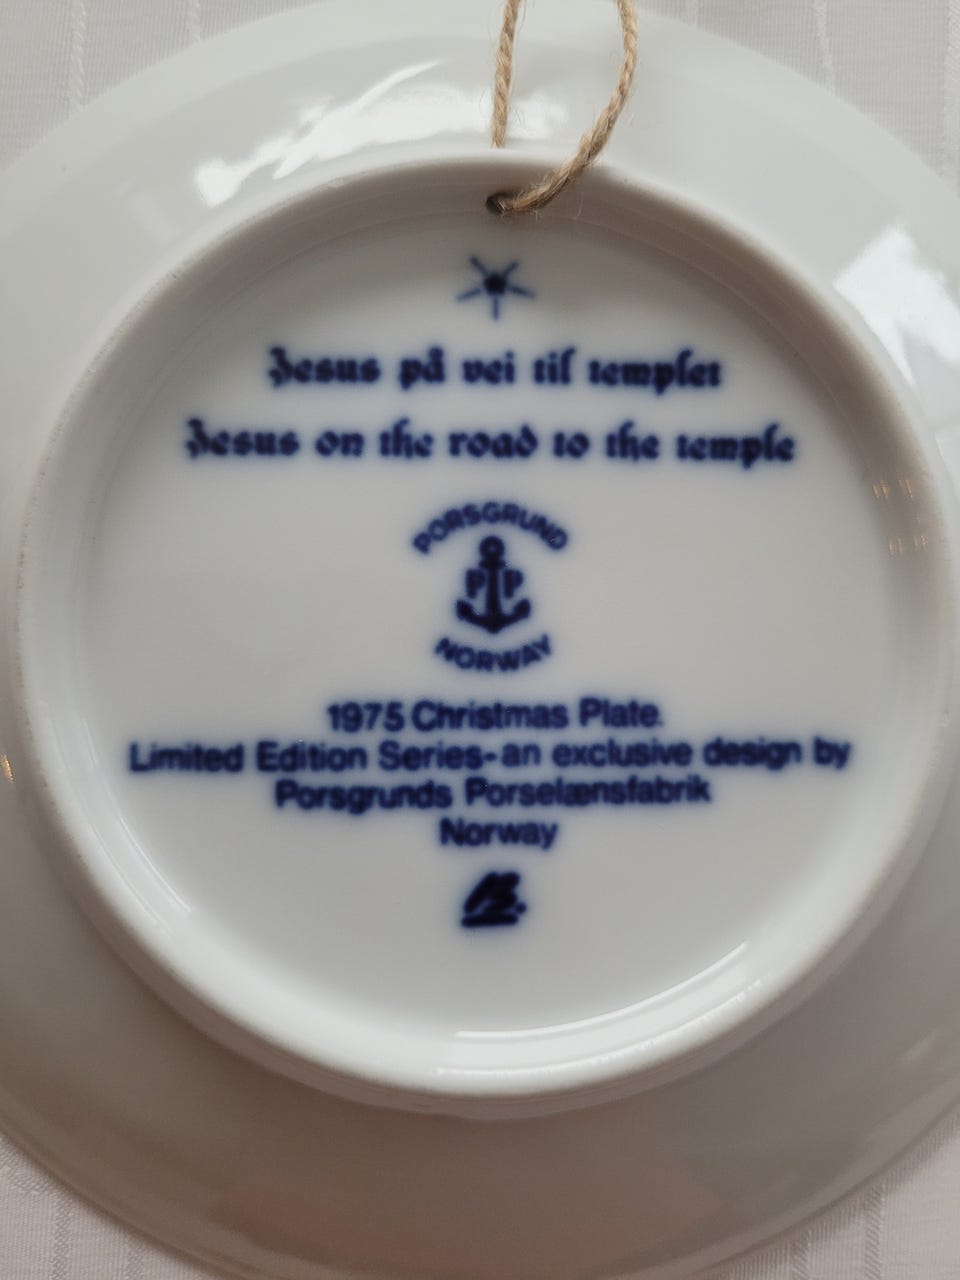 Jesus på vei til templet
Jesus on the road to the temple
PORSGRUND
P P
NORWAY
1975 Christmas Plate.
Limited Edition Series-an exclusive design by
Porsgrunds Porselænsfabrik
Norway